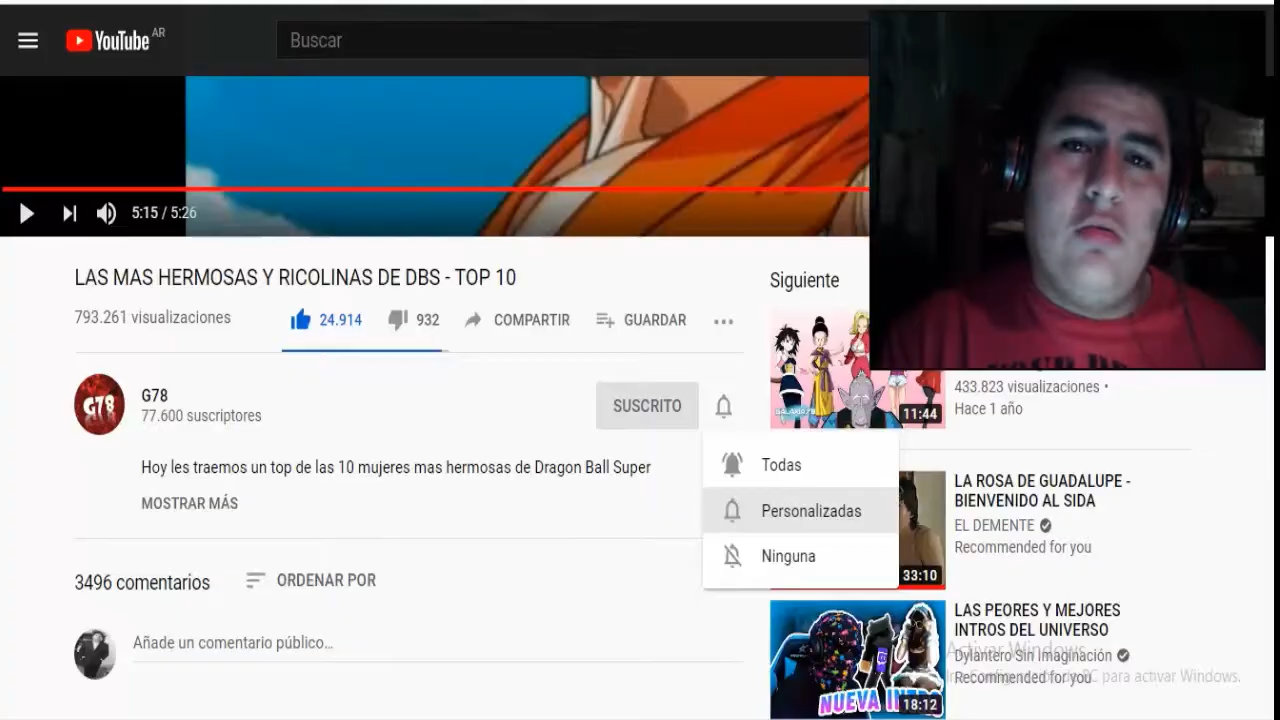 YouTube AR
Buscar
5:15 / 5:26
LAS MAS HERMOSAS Y RICOLINAS DE DBS - TOP 10
793.261 visualizaciones
24.914
932
COMPARTIR
GUARDAR
G78
G78
77.600 suscriptores
SUSCRITO
Hoy les traemos un top de las 10 mujeres mas hermosas de Dragon Ball Super
MOSTRAR MÁS
Todas
Personalizadas
Ninguna
3496 comentarios
ORDENAR POR
Añade un comentario público...
Siguiente
11:44
433.823 visualizaciones •
Hace 1 año
33:10
LA ROSA DE GUADALUPE -
BIENVENIDO AL SIDA
EL DEMENTE
Recommended for you
NUEVA
18:12
LAS PEORES Y MEJORES
INTROS DEL UNIVERSO
Dylantero Sin Imaginación
Recommended for you
Activar Windows
PC para activar Windows.